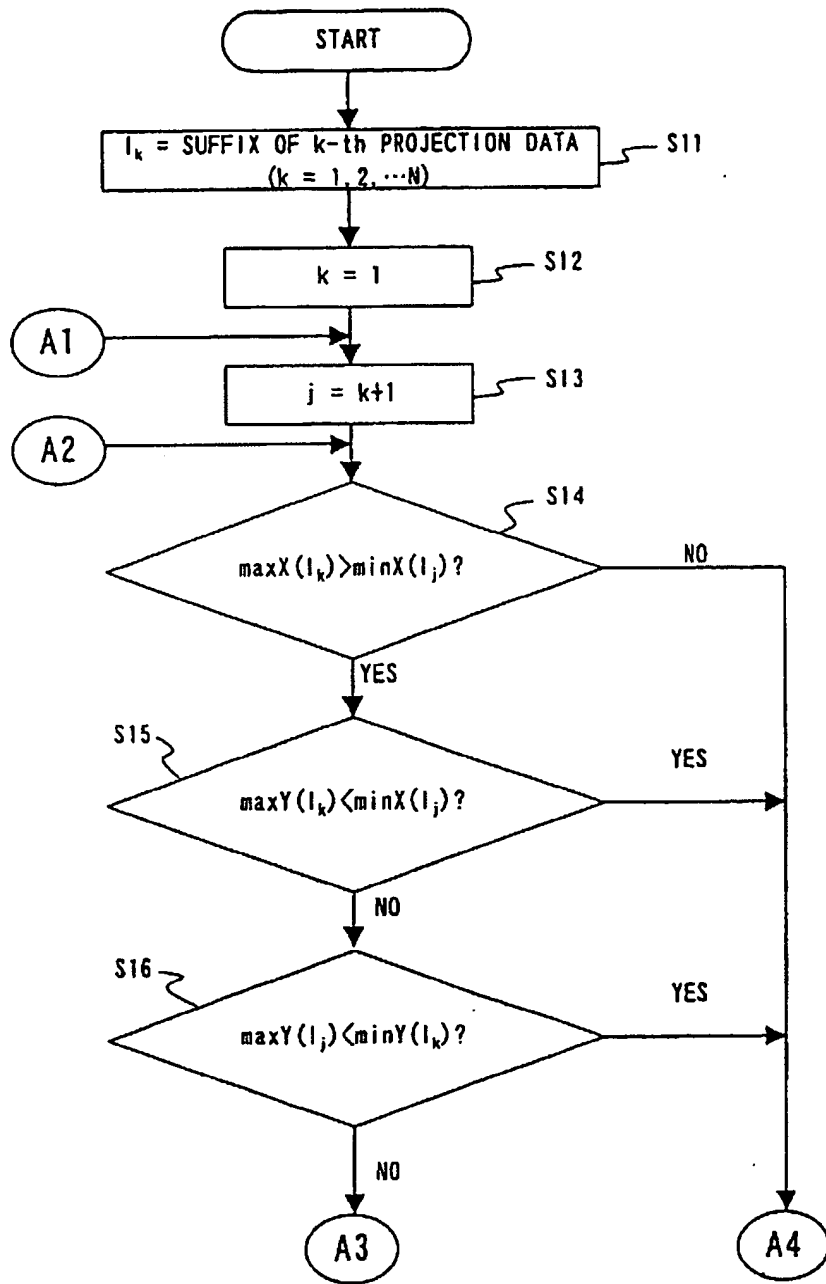 START
I_k = SUFFIX OF k-th PROJECTION DATA
(k = 1,2,⋯N)
S11
k = 1
S12
A1
j = k+1
S13
A2
S14
maxX(I_k)>minX(I_j)?
NO
YES
S15
maxY(I_k)<minX(I_j)?
YES
NO
S16
maxY(I_j)<minY(I_k)?
YES
NO
A3
A4